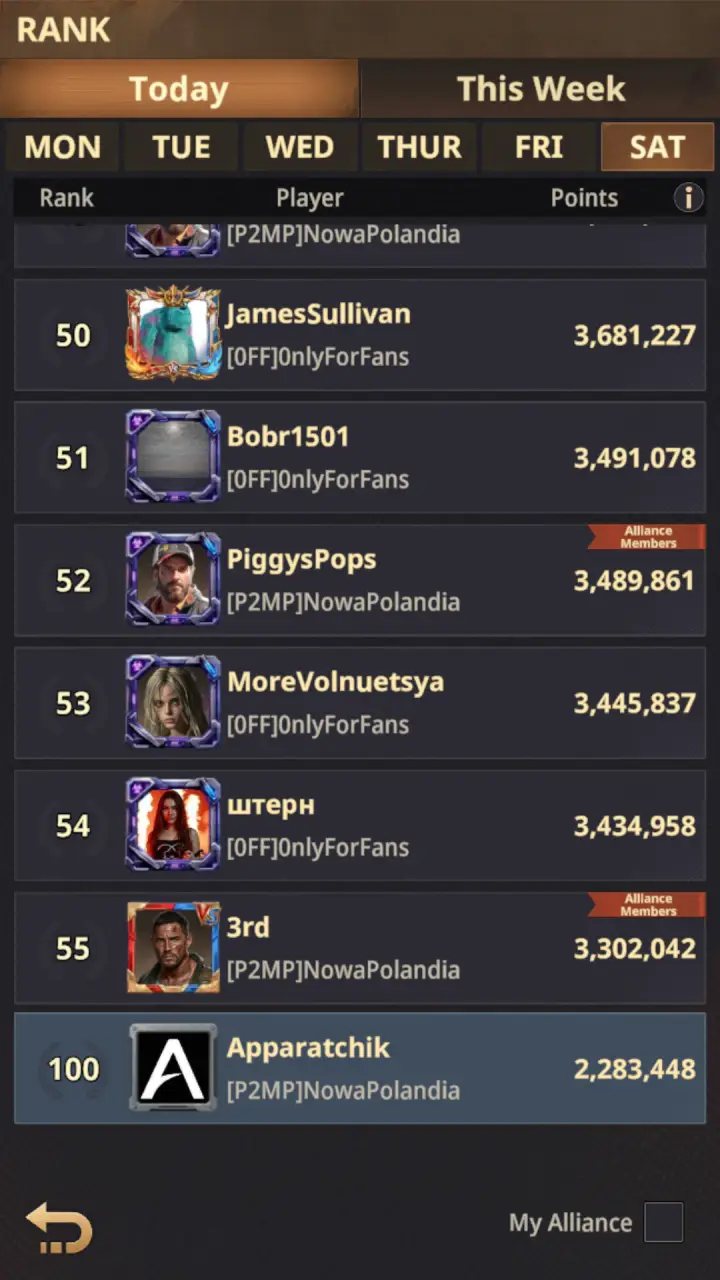 RANK
Today
This Week
MON TUE WED THUR FRI SAT
Rank Player Points i
[P2MP]NowaPolandia
50
JamesSullivan
[0FF]0nlyForFans
3,681,227
51
Bobr1501
[0FF]0nlyForFans
3,491,078
Alliance
Members
52
PiggysPops
[P2MP]NowaPolandia
3,489,861
53
MoreVolnuetsya
[0FF]0nlyForFans
3,445,837
54
штерн
[0FF]0nlyForFans
3,434,958
Alliance
Members
55
3rd
[P2MP]NowaPolandia
3,302,042
100
Apparatchik
[P2MP]NowaPolandia
2,283,448
My Alliance